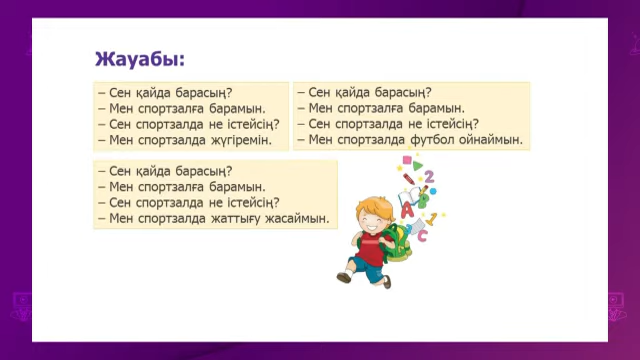 Жауабы:
– Сен қайда барасың?
– Мен спортзалға барамын.
– Сен спортзалда не істейсің?
– Мен спортзалда жүгіремін.
– Сен қайда барасың?
– Мен спортзалға барамын.
– Сен спортзалда не істейсің?
– Мен спортзалда футбол ойнаймын.
– Сен қайда барасың?
– Мен спортзалға барамын.
– Сен спортзалда не істейсің?
– Мен спортзалда жаттығу жасаймын.
2
A
B
1
C